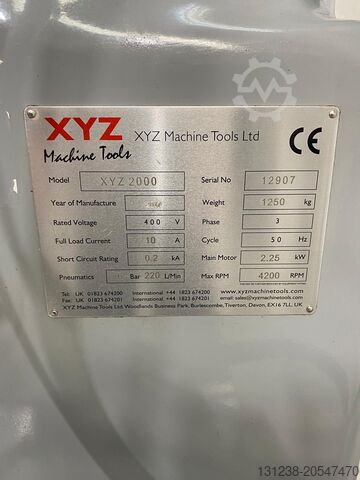 XYZ XYZ Machine Tools Ltd CE
Machine Tools
Model XYZ 2000 Serial No 12907
Year of Manufacture Weight 1250 kg
Rated Voltage 400 V Phase 3
Full Load Current 10 A Cycle 50 Hz
Short Circuit Rating 0.2 kA Main Motor 2.25 kW
Pneumatics Bar 220 L/Min Max RPM 4200 RPM
Tel: UK 01823 674200 International +44 1823 674200 www.xyzmachinetools.com
Fax: UK 01823 674201 International +44 1823 674201 email: sales@xyzmachinetools.com
XYZ Machine Tools Ltd, Woodlands Business Park, Burlescombe, Tiverton, Devon, EX16 7LL, UK
131238-20547470